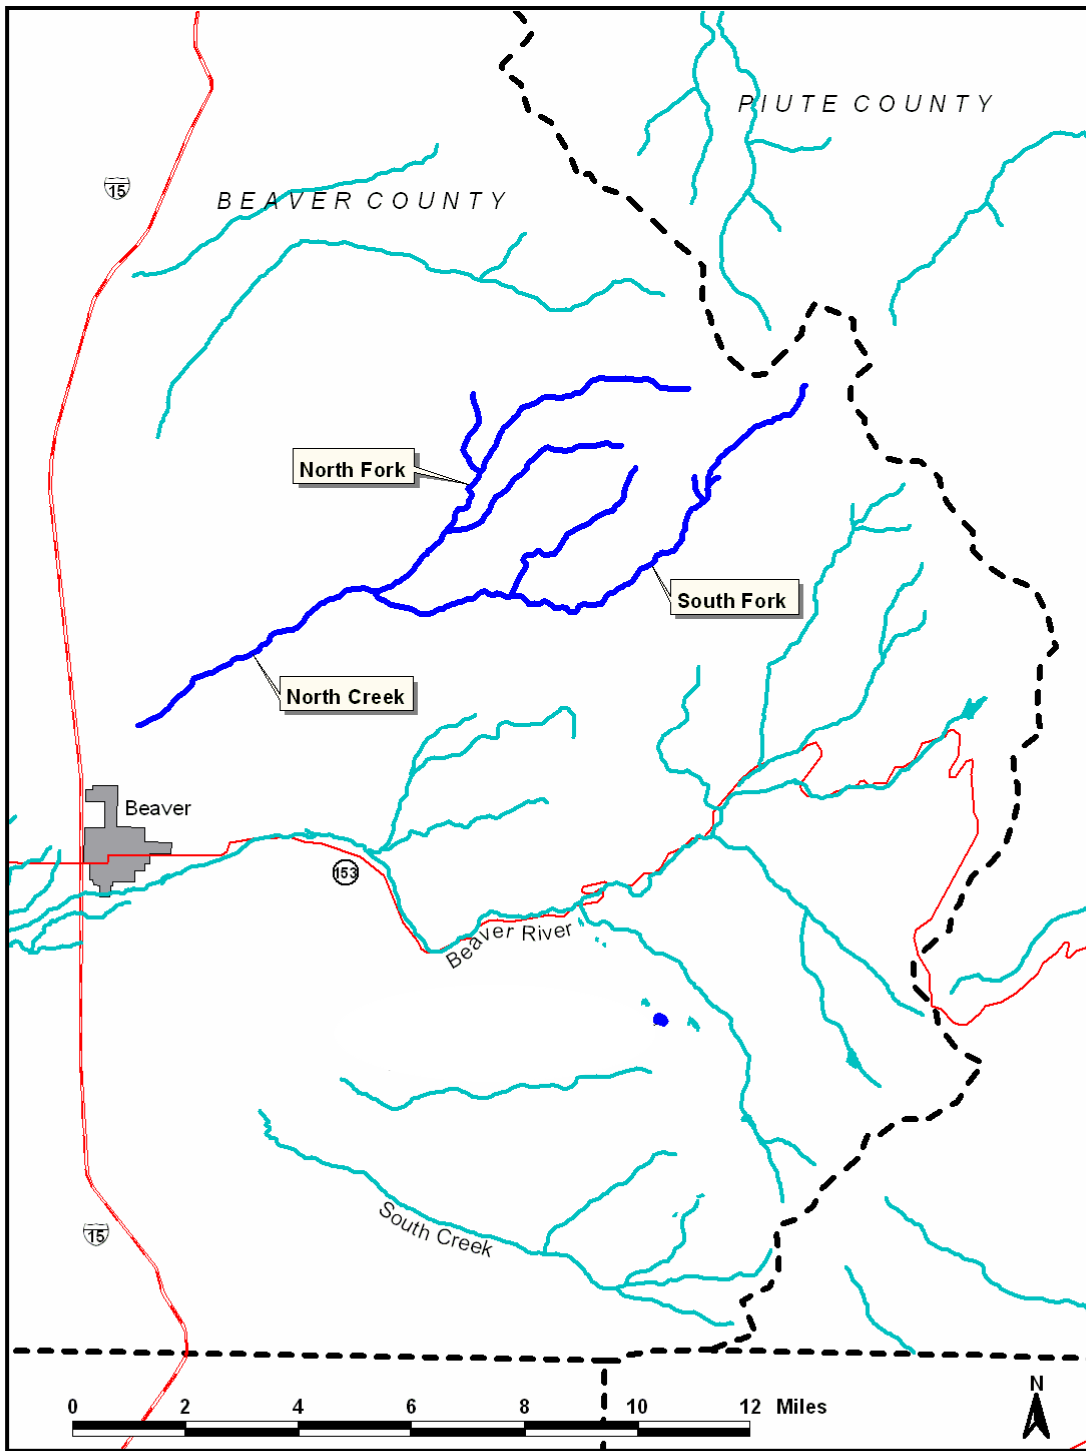 PIUTE COUNTY
15
BEAVER COUNTY
North Fork
South Fork
North Creek
Beaver
153
Beaver River
South Creek
15
N
0 2 4 6 8 10 12 Miles